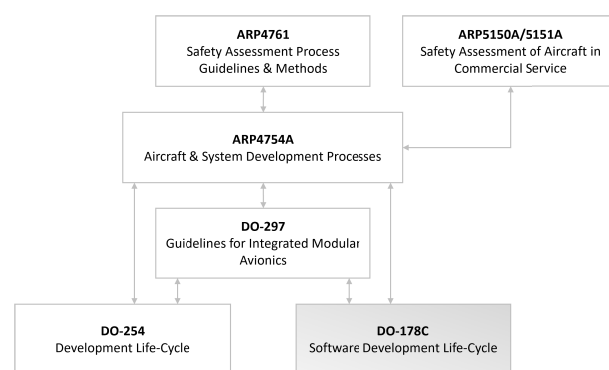 ARP4761
Safety Assessment Process
Guidelines & Methods
ARP5150A/5151A
Safety Assessment of Aircraft in
Commercial Service
ARP4754A
Aircraft & System Development Processes
DO-297
Guidelines for Integrated Modular
Avionics
DO-254
Development Life-Cycle
DO-178C
Software Development Life-Cycle